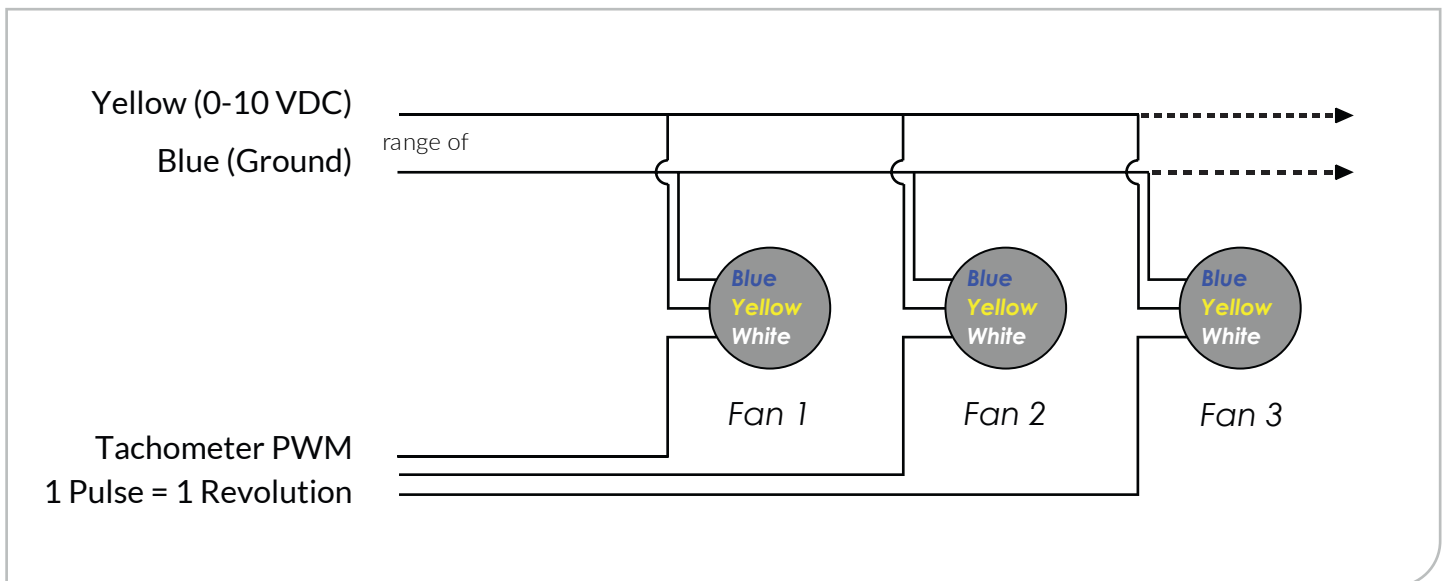 Yellow (0-10 VDC)
range of
Blue (Ground)
Blue
Yellow
White
Fan 1
Blue
Yellow
White
Fan 2
Blue
Yellow
White
Fan 3
Tachometer PWM
1 Pulse = 1 Revolution